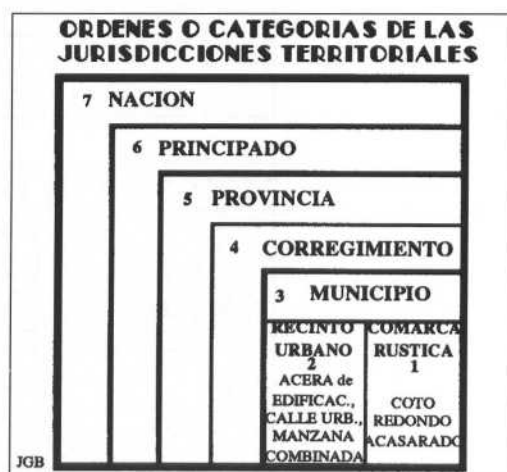 ORDENES O CATEGORIAS DE LAS
JURISDICCIONES TERRITORIALES
7 NACION
6 PRINCIPADO
5 PROVINCIA
4 CORREGIMIENTO
3 MUNICIPIO
RECINTO
URBANO
2
ACERA de
EDIFICAC.,
CALLE URB.,
MANZANA
COMBINADA
COMARCA
RUSTICA
1
COTO
REDONDO
ACASARADO
JGB